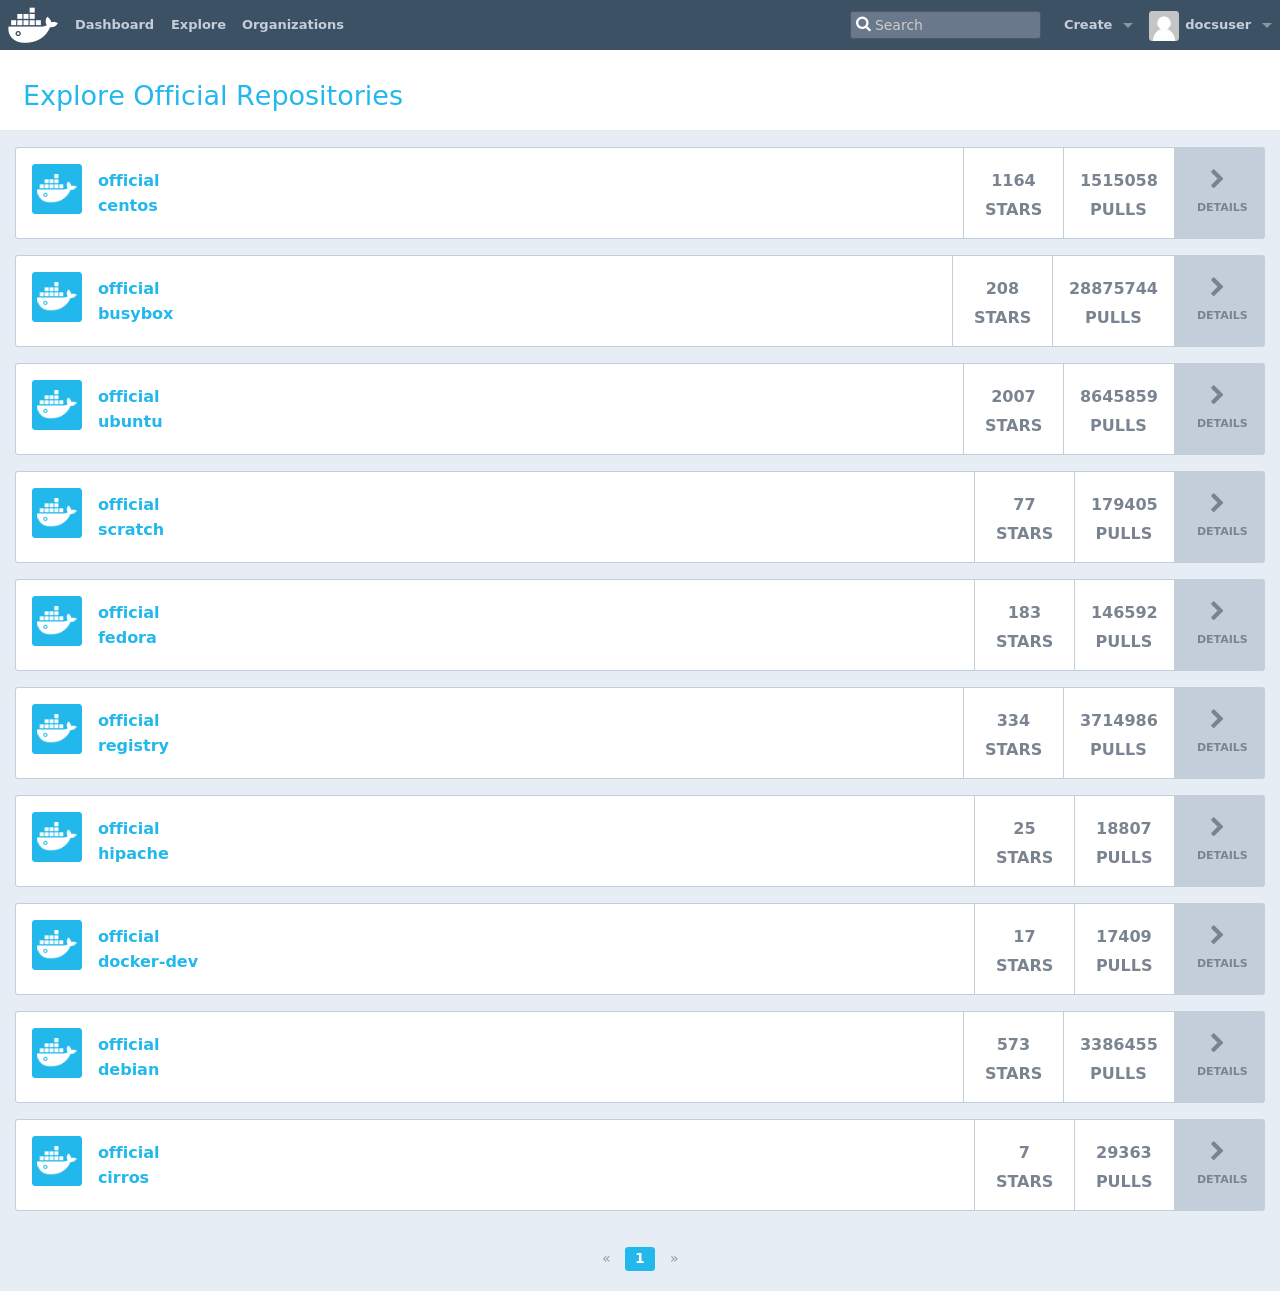 Dashboard Explore Organizations Search Create docsuser
Explore Official Repositories
official
centos
1164
STARS
1515058
PULLS
DETAILS
official
busybox
208
STARS
28875744
PULLS
DETAILS
official
ubuntu
2007
STARS
8645859
PULLS
DETAILS
official
scratch
77
STARS
179405
PULLS
DETAILS
official
fedora
183
STARS
146592
PULLS
DETAILS
official
registry
334
STARS
3714986
PULLS
DETAILS
official
hipache
25
STARS
18807
PULLS
DETAILS
official
docker-dev
17
STARS
17409
PULLS
DETAILS
official
debian
573
STARS
3386455
PULLS
DETAILS
official
cirros
7
STARS
29363
PULLS
DETAILS
« 1 »